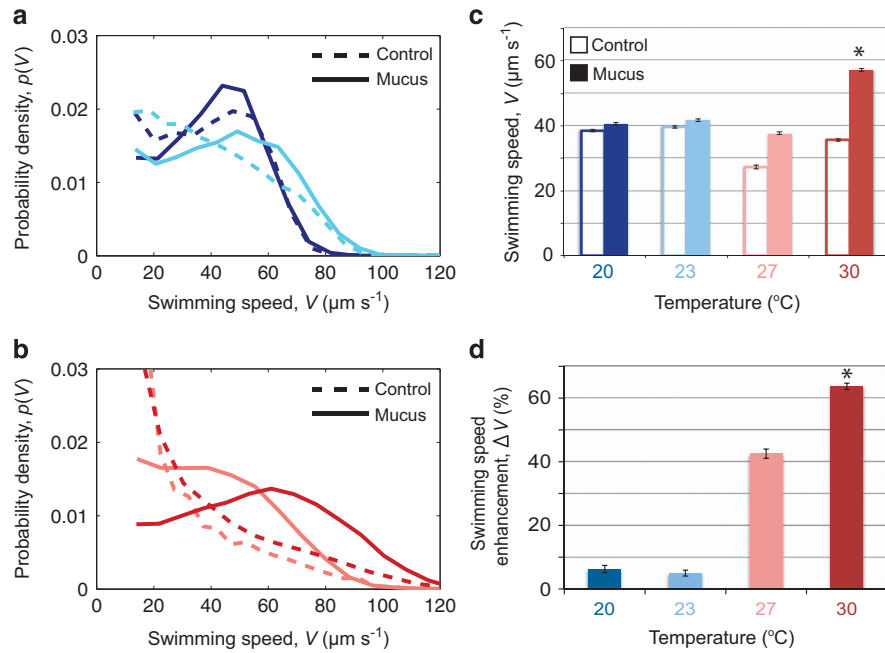 a
0.03
0.02
0.01
0
Probability density, p(V)
Control
Mucus
0 20 40 60 80 100 120
Swimming speed, V (µm s⁻¹)
b
0.03
0.02
0.01
0
Probability density, p(V)
Control
Mucus
0 20 40 60 80 100 120
Swimming speed, V (µm s⁻¹)
c
60
40
20
0
Swimming speed, V (µm s⁻¹)
Control
Mucus
*
20 23 27 30
Temperature (°C)
d
60
40
20
0
Swimming speed
enhancement, Δ V (%)
*
20 23 27 30
Temperature (°C)